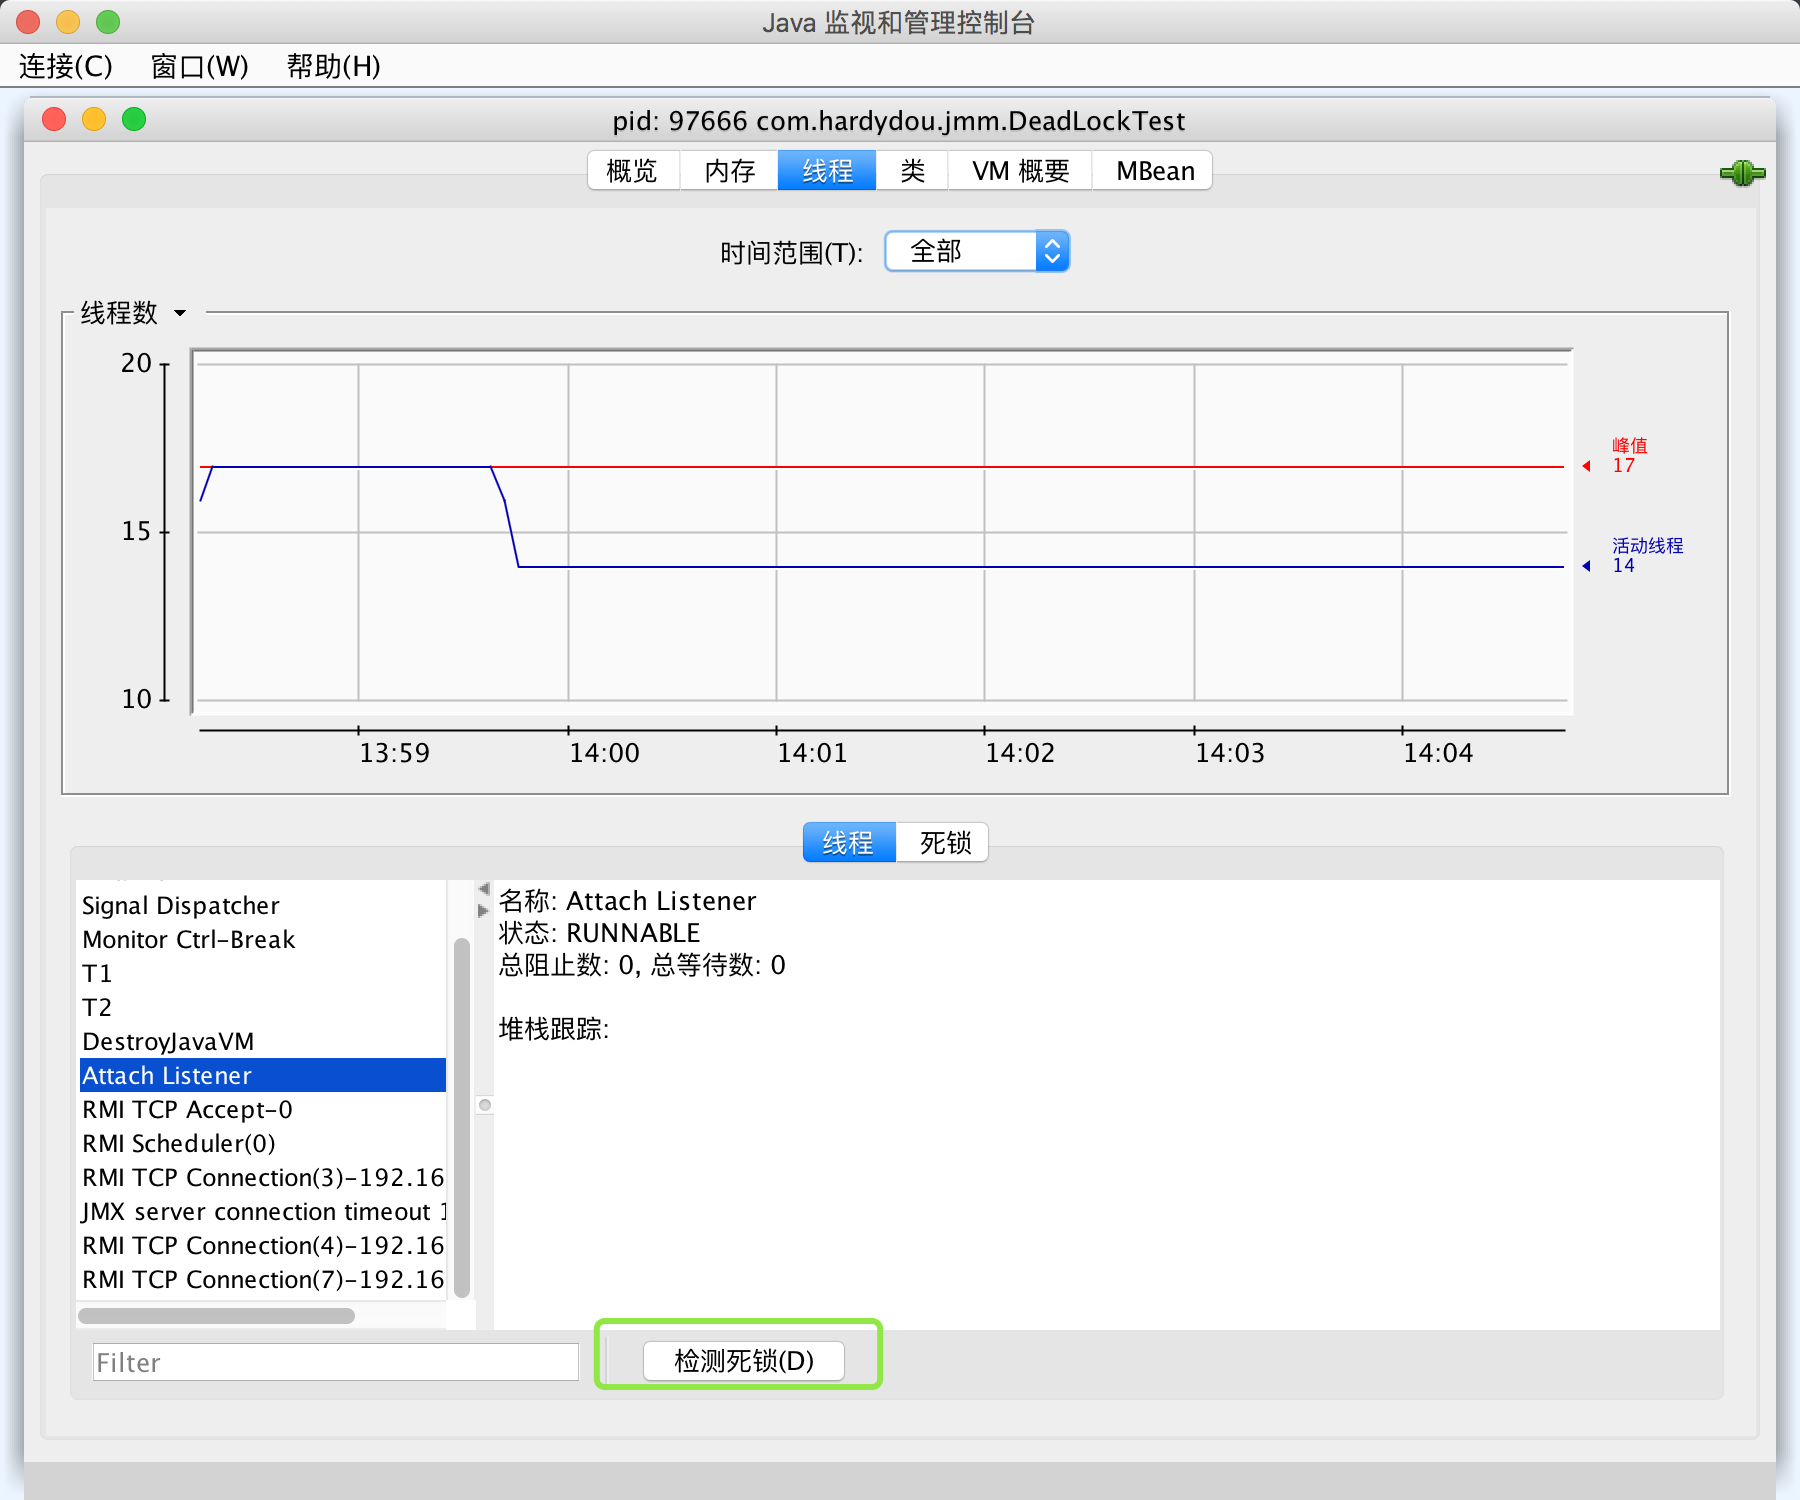 Java 监视和管理控制台
连接(C) 窗口(W) 帮助(H)
pid: 97666 com.hardydou.jmm.DeadLockTest
概览 内存 线程 类 VM 概要 MBean
时间范围(T): 全部
线程数
20
15
10
峰值
17
活动线程
14
13:59 14:00 14:01 14:02 14:03 14:04
线程 死锁
Signal Dispatcher
Monitor Ctrl-Break
T1
T2
DestroyJavaVM
Attach Listener
RMI TCP Accept-0
RMI Scheduler(0)
RMI TCP Connection(3)-192.16
JMX server connection timeout 1
RMI TCP Connection(4)-192.16
RMI TCP Connection(7)-192.16
名称: Attach Listener
状态: RUNNABLE
总阻止数: 0, 总等待数: 0
堆栈跟踪:
Filter
检测死锁(D)